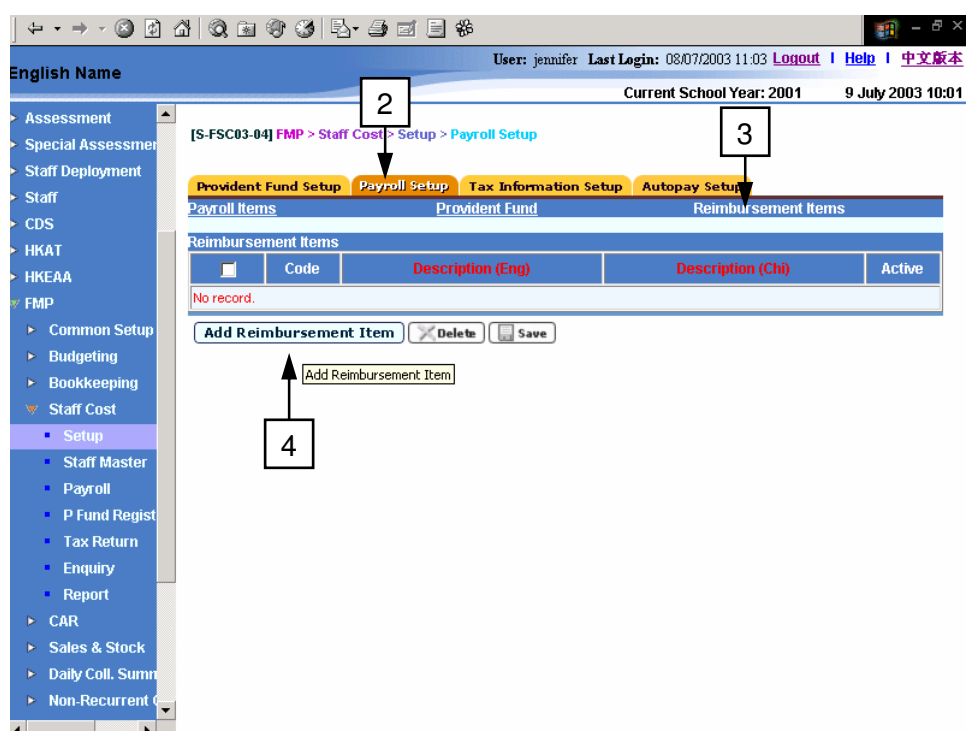 User: jennifer Last Login: 08/07/2003 11:03 Logout | Help | 中文版本
English Name
Current School Year: 2001 9 July 2003 10:01
2
3
[S-FSC03-04] FMP > Staff Cost > Setup > Payroll Setup
Provident Fund Setup Payroll Setup Tax Information Setup Autopay Setup
Payroll Items Provident Fund Reimbursement Items
Reimbursement Items
Code Description (Eng) Description (Chi) Active
No record.
Add Reimbursement Item Delete Save
Add Reimbursement Item
4
Assessment
Special Assessmen
Staff Deployment
Staff
CDS
HKAT
HKEAA
FMP
Common Setup
Budgeting
Bookkeeping
Staff Cost
Setup
Staff Master
Payroll
P Fund Regist
Tax Return
Enquiry
Report
CAR
Sales & Stock
Daily Coll. Summ
Non-Recurrent